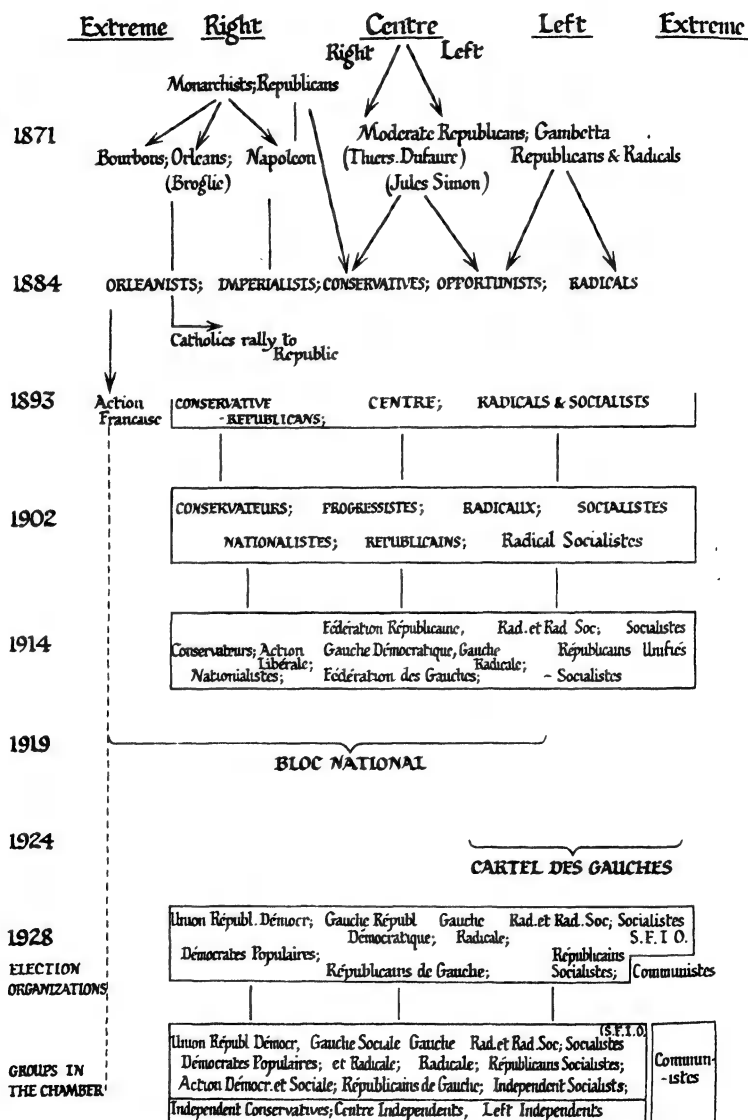 Extreme Right Centre Left Extreme
Right Left
Monarchists; Republicans
1871 Moderate Republicans; Gambetta
Bourbons; Orleans; Napoleon (Thiers. Dufaure) Republicans & Radicals
(Broglie) (Jules Simon)
1884 ORLEANISTS; IMPERIALISTS; CONSERVATIVES; OPPORTUNISTS; RADICALS
Catholics rally to
Republic
1893 Action CONSERVATIVE CENTRE; RADICALS & SOCIALISTS
Francaise -REPUBLICANS;
1902 CONSERVATEURS; PROGRESSISTES; RADICAUX; SOCIALISTES
NATIONALISTES; REPUBLICAINS; Radical Socialistes
Fédération Républicaine, Rad. et Rad Soc; Socialistes
1914 Conservateurs; Action Gauche Démocratique, Gauche Républicains Unifiés
Libérale; Radicale;
Nationialistes; Fédération des Gauches; - Socialistes
1919
BLOC NATIONAL
1924
CARTEL DES GAUCHES
Union Républ. Démocr; Gauche Républ Gauche Rad. et Rad. Soc; Socialistes
1928 Démocratique; Radicale; S.F.I O.
Démocrates Populaires; Républicains
ELECTION Républicains de Gauche; Socialistes; Communistes
ORGANIZATIONS
(S.F.I.O.
Union Républ Démocr, Gauche Sociale Gauche Rad. et Rad. Soc; Socialistes
GROUPS IN Démocrates Populaires; et Radicale; Radicale; Républicains Socialistes; Commun-
THE CHAMBER Action Démocr. et Sociale; Républicains de Gauche; Independent Socialists; -istes
Independent Conservatives; Centre Independents, Left Independents